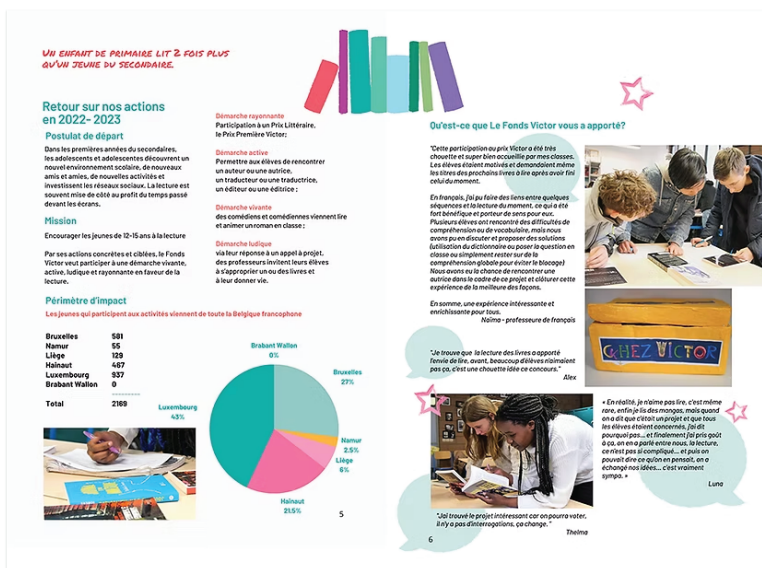 UN ENFANT DE PRIMAIRE LIT 2 FOIS PLUS
QU'UN JEUNE DU SECONDAIRE.
Retour sur nos actions
en 2022- 2023
Postulat de départ
Dans les premières années du secondaires,
les adolescents et adolescentes découvrent un
nouvel environnement scolaire, de nouveaux
amis et amies, de nouvelles activités et
investissent les réseaux sociaux. La lecture est
souvent mise de côté au profit du temps passé
devant les écrans.
Mission
Encourager les jeunes de 12-15 ans à la lecture
Par ses actions concrètes et ciblées, le Fonds
Victor veut participer à une démarche vivante,
active, ludique et rayonnante en faveur de la
lecture.
Démarche rayonnante
Participation à un Prix Littéraire,
le Prix Première Victor;
Démarche active
Permettre aux élèves de rencontrer
un auteur ou une autrice,
un traducteur ou une traductrice,
un éditeur ou une éditrice ;
Démarche vivante
des comédiens et comédiennes viennent lire
et animer un roman en classe ;
Démarche ludique
via leur réponse à un appel à projet,
des professeurs invitent leurs élèves
à s'approprier un ou des livres et
à leur donner vie.
Périmètre d'impact
Les jeunes qui participent aux activités viennent de toute la Belgique francophone
Bruxelles 581
Namur 55
Liège 129
Hainaut 467
Luxembourg 937
Brabant Wallon 0
Total 2169
Brabant Wallon
0%
Bruxelles
27%
Namur
2.5%
Liège
6%
Hainaut
21.5%
Luxembourg
43%
5
Qu'est-ce que Le Fonds Victor vous a apporté?
"Cette participation au prix Victor a été très
chouette et super bien accueillie par mes classes.
Les élèves étaient motivés et demandaient même
les titres des prochains livres à lire après avoir fini
celui du moment.
En français, j'ai pu faire des liens entre quelques
séquences et la lecture du moment, ce qui a été
fort bénéfique et porteur de sens pour eux.
Plusieurs élèves ont rencontré des difficultés de
compréhension ou de vocabulaire, mais nous
avons pu en discuter et proposer des solutions
(utilisation du dictionnaire ou poser la question en
classe ou simplement rester sur de la
compréhension globale pour éviter le blocage)
Nous avons eu la chance de rencontrer une
autrice dans le cadre de ce projet et clôturer cette
expérience de la meilleure des façons.
En somme, une expérience intéressante et
enrichissante pour tous.
Naïma - professeure de français
CHEZ VICTOR
"Je trouve que la lecture des livres a apporté
l'envie de lire, avant, beaucoup d'élèves n'aimaient
pas ça, c'est une chouette idée ce concours."
Alex
« En réalité, je n'aime pas lire, c'est même
rare, enfin je lis des mangas, mais quand
on a dit que c'était un projet et que tous
les élèves étaient concernés, j'ai dit
pourquoi pas... et finalement j'ai pris goût
à ça, on en a parlé entre nous, la lecture,
ce n'est pas si compliqué... et puis on
pouvait dire ce qu'on en pensait, on a
échangé nos idées... c'est vraiment
sympa. »
Luna
"J'ai trouvé le projet intéressant car on pourra voter,
il n'y a pas d'interrogations, ça change. "
Thelma
6